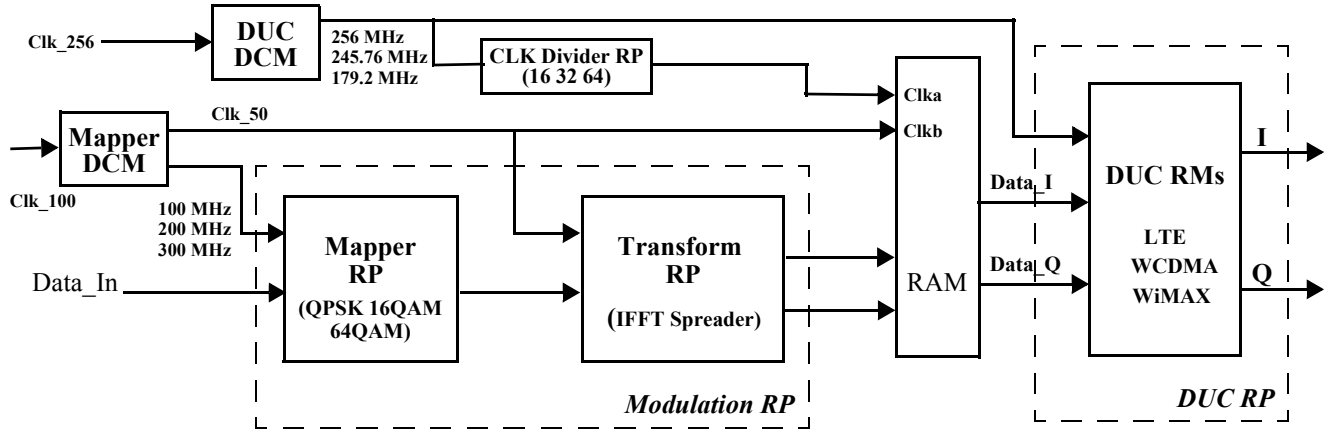 Clk_256
DUC
DCM
256 MHz
245.76 MHz
179.2 MHz
CLK Divider RP
(16 32 64)
Clka
Clkb
Clk_50
Mapper
DCM
Clk_100
100 MHz
200 MHz
300 MHz
Data_In
Mapper
RP
(QPSK 16QAM
64QAM)
Transform
RP
(IFFT Spreader)
Modulation RP
RAM
Data_I
Data_Q
DUC RMs
LTE
WCDMA
WiMAX
I
Q
DUC RP